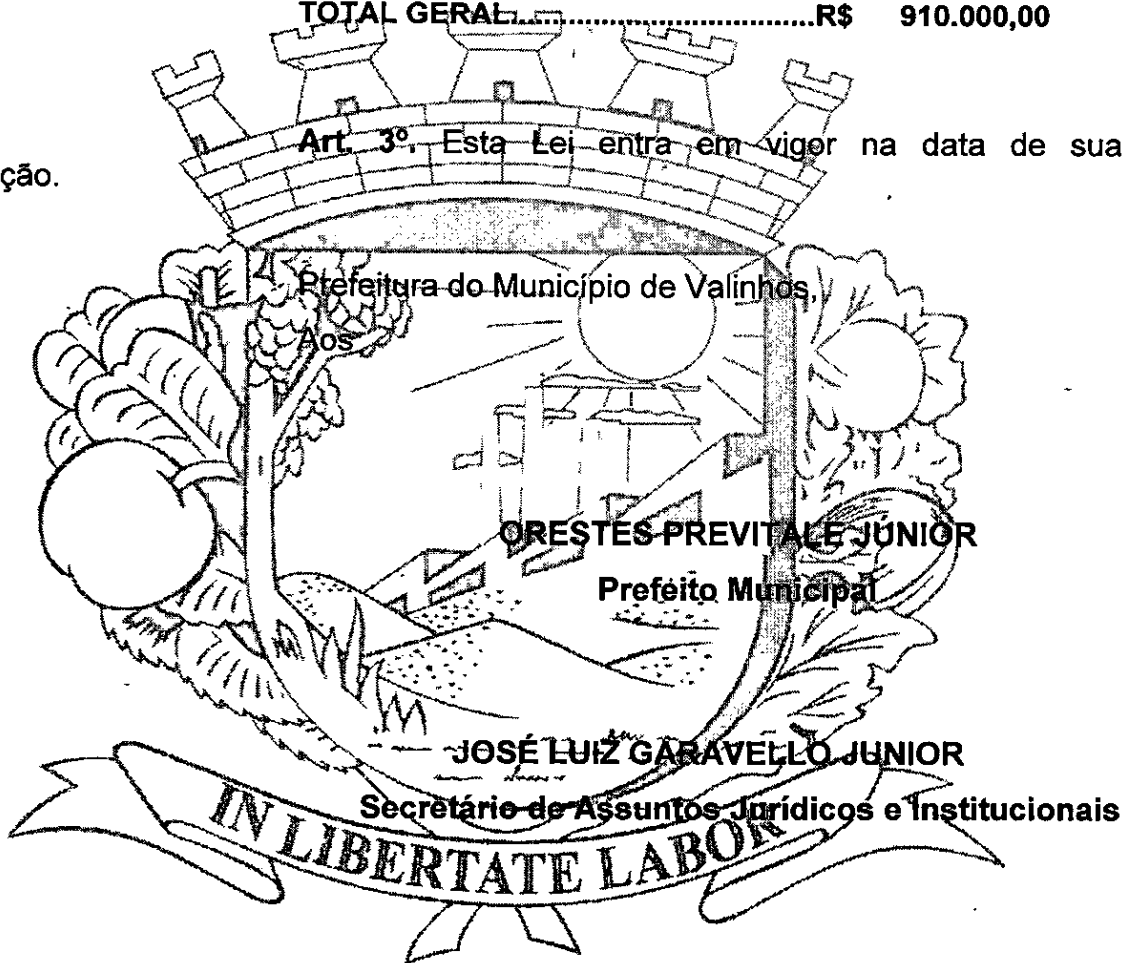 TOTAL GERAL......................................R$ 910.000,00
Art. 3º. Esta Lei entra em vigor na data de sua
ção.
Prefeitura do Município de Valinhos,
Aos
ORESTES PREVITALE JÚNIOR
Prefeito Municipal
JOSÉ LUIZ GARAVELLO JUNIOR
Secretário de Assuntos Jurídicos e Institucionais
IN LIBERTATE LABOR